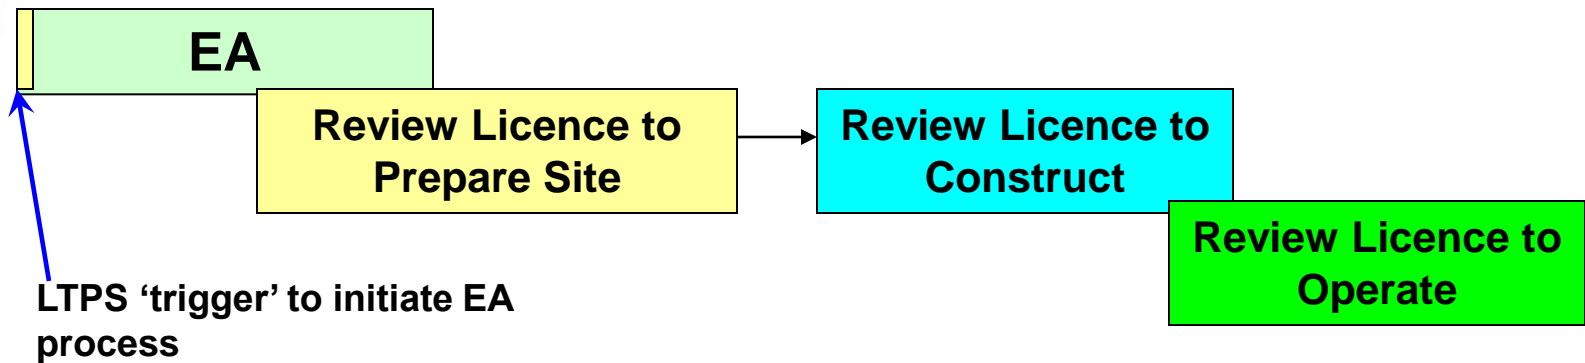 EA
Review Licence to
Prepare Site
Review Licence to
Construct
Review Licence to
Operate
LTPS ‘trigger’ to initiate EA
process